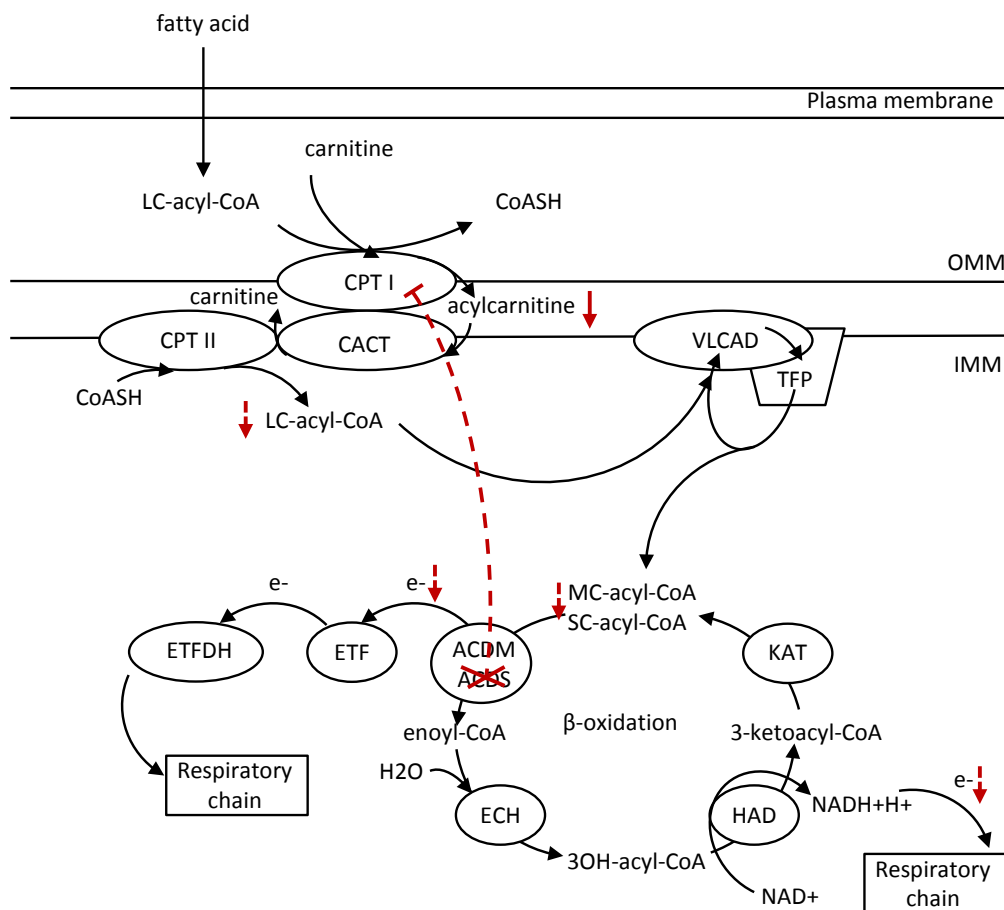 fatty acid
Plasma membrane
carnitine
LC-acyl-CoA
CoASH
OMM
CPT I
carnitine
acylcarnitine
CPT II
CACT
VLCAD
IMM
TFP
CoASH
LC-acyl-CoA
e-
e-
MC-acyl-CoA
SC-acyl-CoA
ETFDH
ETF
ACDM
ACDS
KAT
enoyl-CoA
β-oxidation
3-ketoacyl-CoA
H2O
Respiratory
chain
ECH
HAD
NADH+H+
e-
3OH-acyl-CoA
NAD+
Respiratory
chain